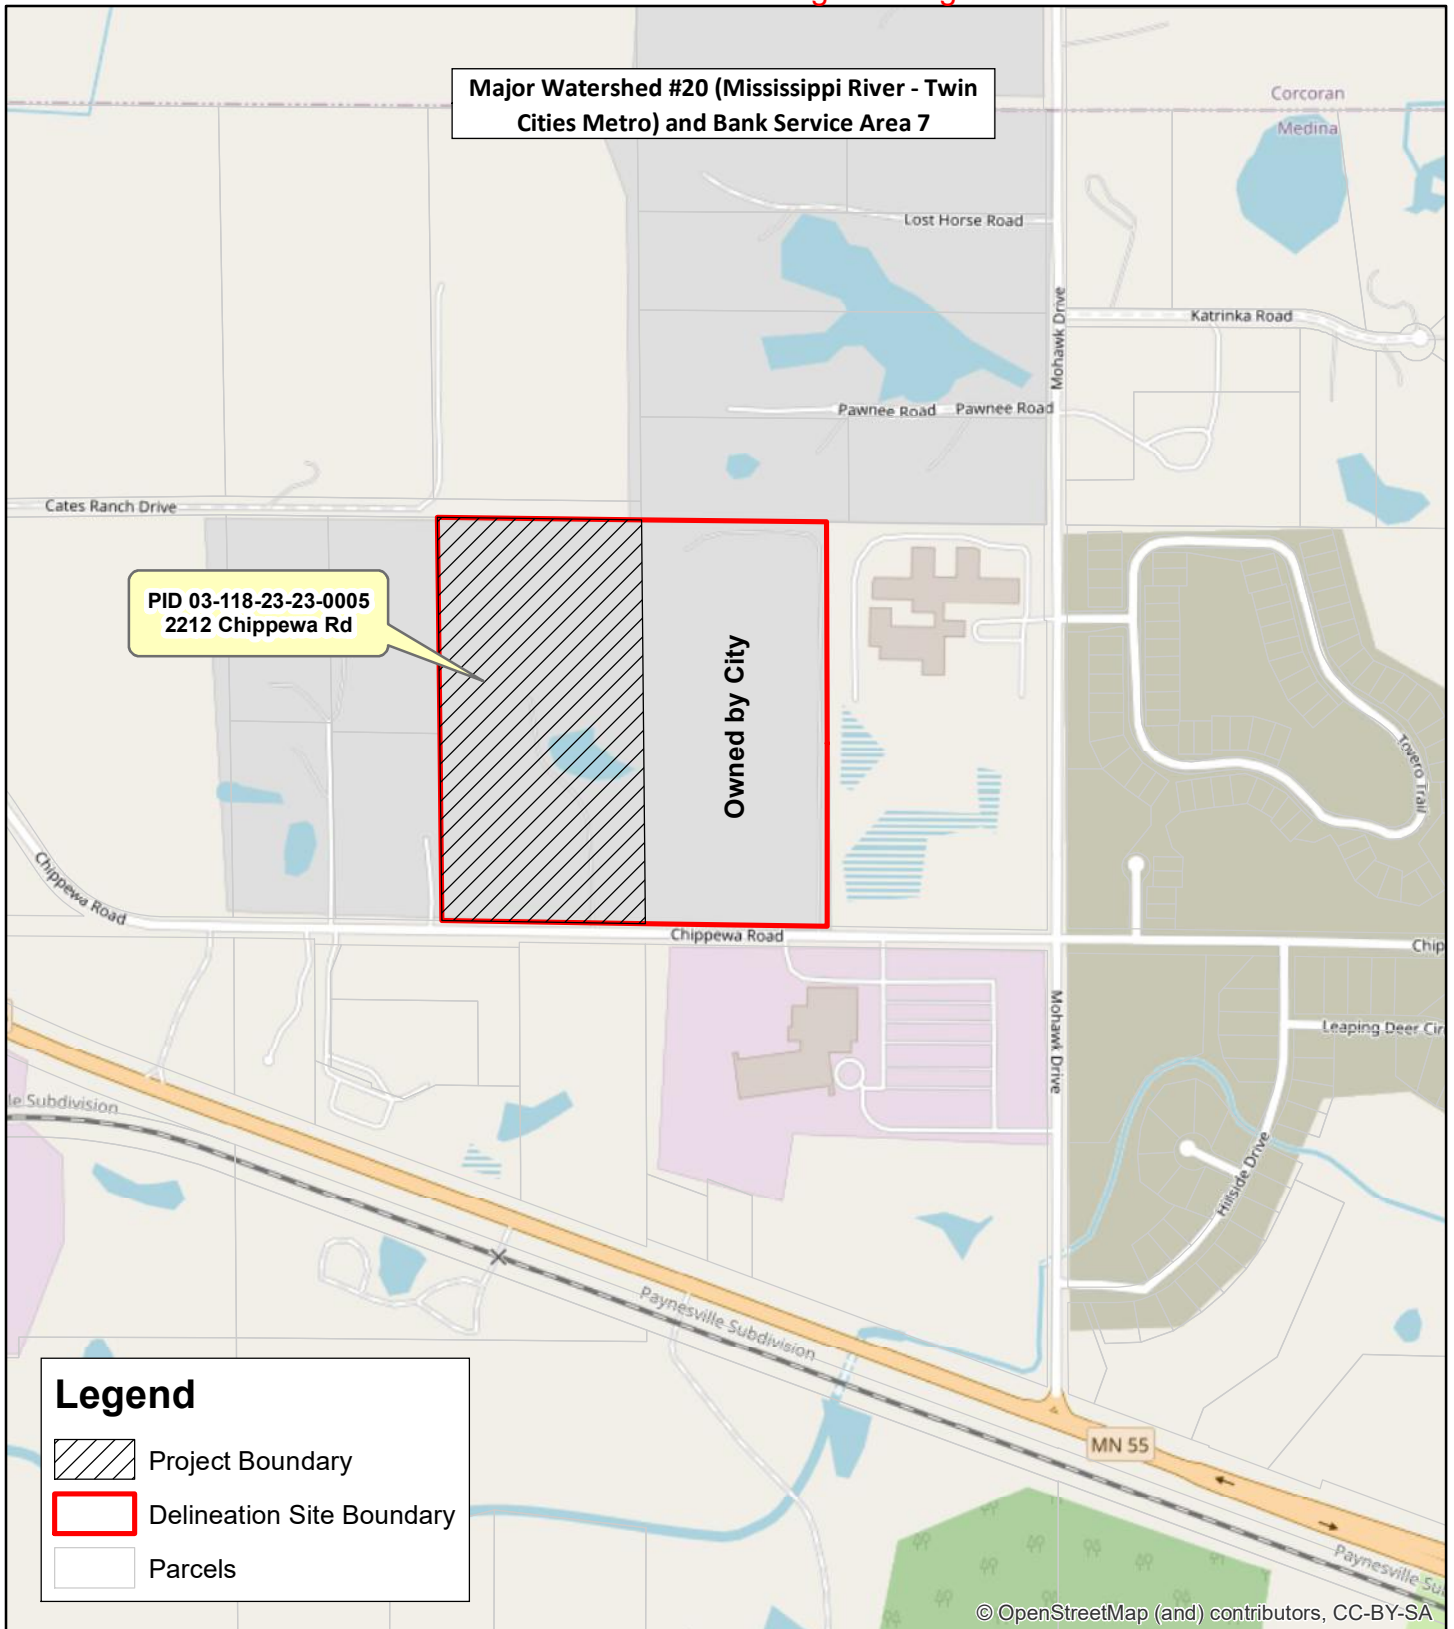 Major Watershed #20 (Mississippi River - Twin
Cities Metro) and Bank Service Area 7
Corcoran
Medina
Lost Horse Road
Mohawk Drive
Katrinka Road
Pawnee Road
Pawnee Road
Cates Ranch Drive
PID 03-118-23-23-0005
2212 Chippewa Rd
Owned by City
Tovero Trail
Chippewa Road
Chippewa Road
Chip
Mohawk Drive
Leaping Deer Cir
le Subdivision
Hillside Drive
Paynesville Subdivision
MN 55
Paynesville Su
Legend
Project Boundary
Delineation Site Boundary
Parcels
© OpenStreetMap (and) contributors, CC-BY-SA